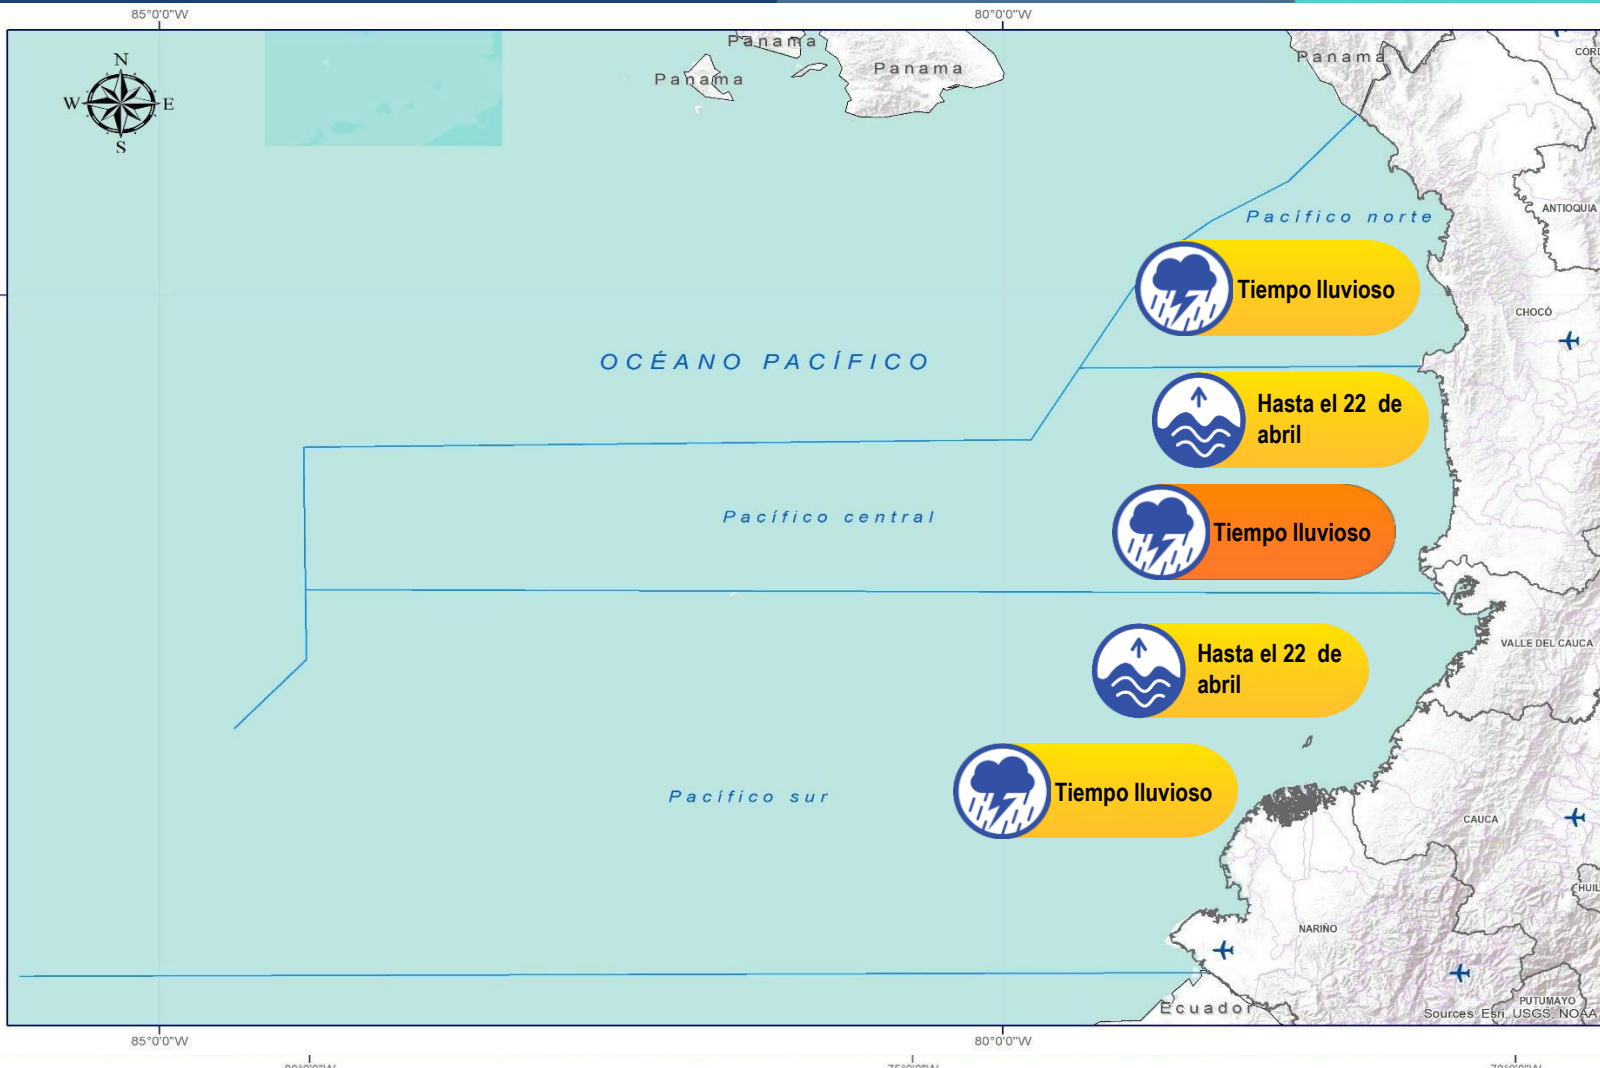 85°0'0"W
80°0'0"W
N
W
E
S
Panama
Panama
Panama
Panama
ANTIOQUIA
Pacífico norte
Tiempo lluvioso
CHOCÓ
OCÉANO PACÍFICO
Hasta el 22 de
abril
Pacífico central
Tiempo lluvioso
VALLE DEL CAUCA
Hasta el 22 de
abril
Pacífico sur
Tiempo lluvioso
CAUCA
HUIL
NARIÑO
PUTUMAYO
Ecuador
Sources: Esri, USGS, NOAA
85°0'0"W
80°0'0"W